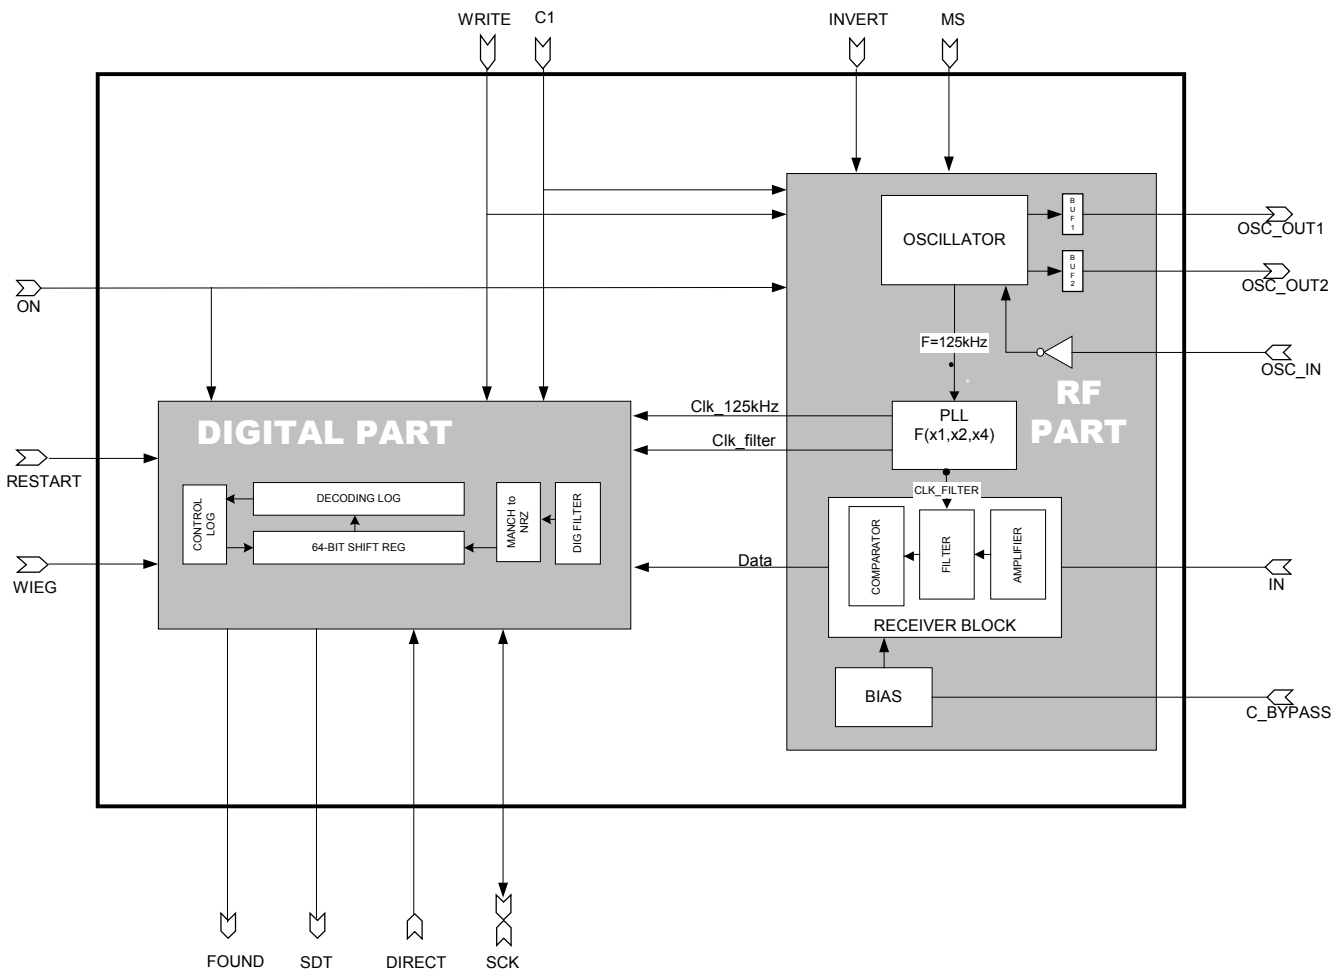 WRITE
C1
INVERT
MS
OSCILLATOR
BUF1
OSC_OUT1
BUF2
OSC_OUT2
ON
F=125kHz
OSC_IN
RF
PART
Clk_125kHz
PLL
F(x1,x2,x4)
DIGITAL PART
Clk_filter
RESTART
CLK_FILTER
CONTROL
LOG
DECODING LOG
64-BIT SHIFT REG
MANCH to
NRZ
DIG FILTER
COMPARATOR
FILTER
AMPLIFIER
Data
WIEG
IN
RECEIVER BLOCK
BIAS
C_BYPASS
FOUND
SDT
DIRECT
SCK